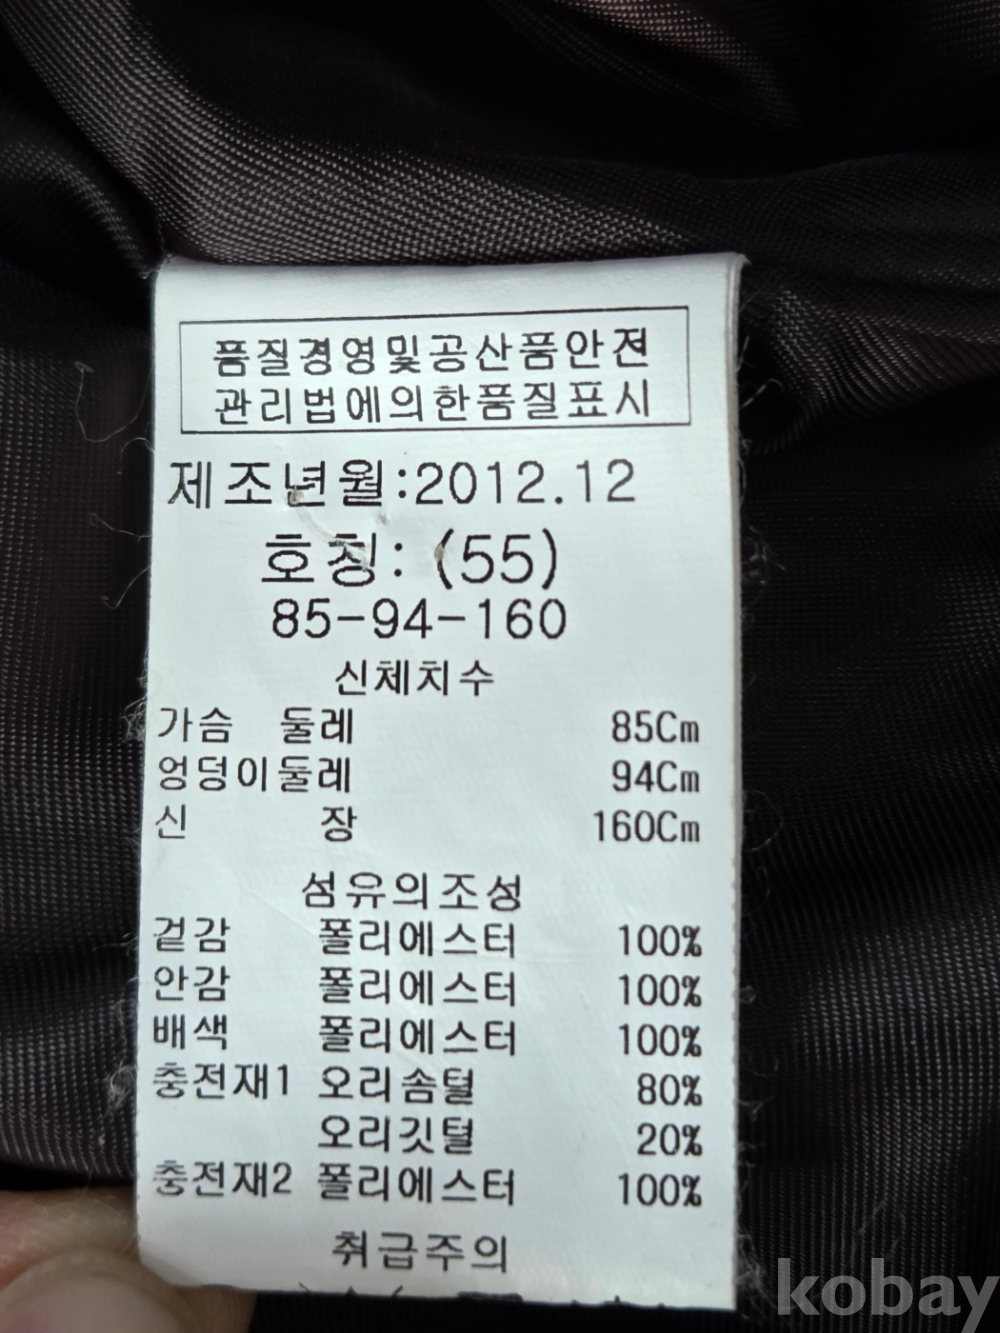 품질경영및공산품안전
관리법에의한품질표시
제조년월:2012.12
호칭: (55)
85-94-160
신체치수
가슴 둘레 85Cm
엉덩이둘레 94Cm
신 장 160Cm
섬유의조성
겉감 폴리에스터 100%
안감 폴리에스터 100%
배색 폴리에스터 100%
충전재1 오리솜털 80%
오리깃털 20%
충전재2 폴리에스터 100%
취급주의
kobay